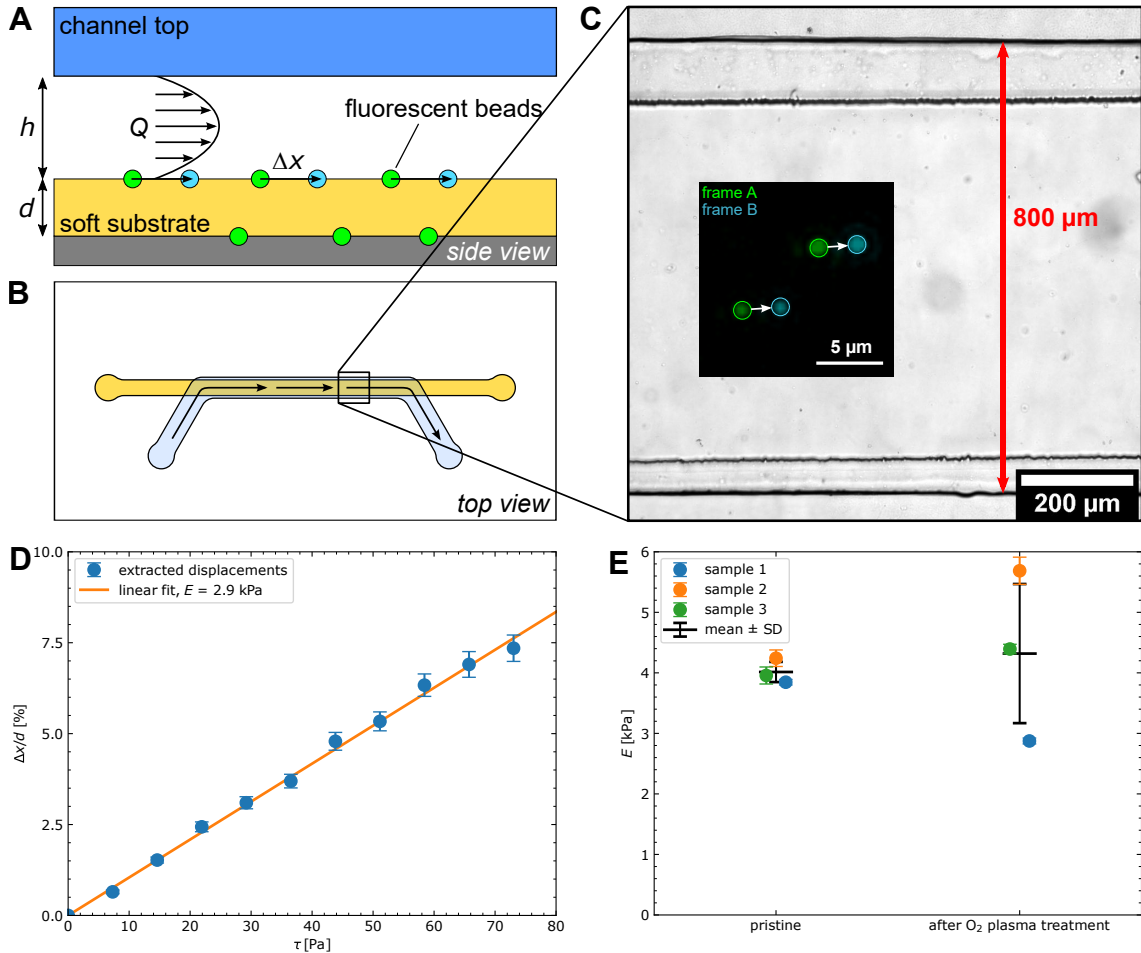 A
channel top
h
Q
fluorescent beads
Δx
d
soft substrate
side view
B
top view
C
frame A
frame B
5 µm
800 µm
200 µm
D
10.0
7.5
5.0
2.5
0.0
Δx/d [%]
extracted displacements
linear fit, E = 2.9 kPa
0 10 20 30 40 50 60 70 80
τ [Pa]
E
6
5
4
3
2
1
0
E [kPa]
sample 1
sample 2
sample 3
mean ± SD
pristine
after O₂ plasma treatment